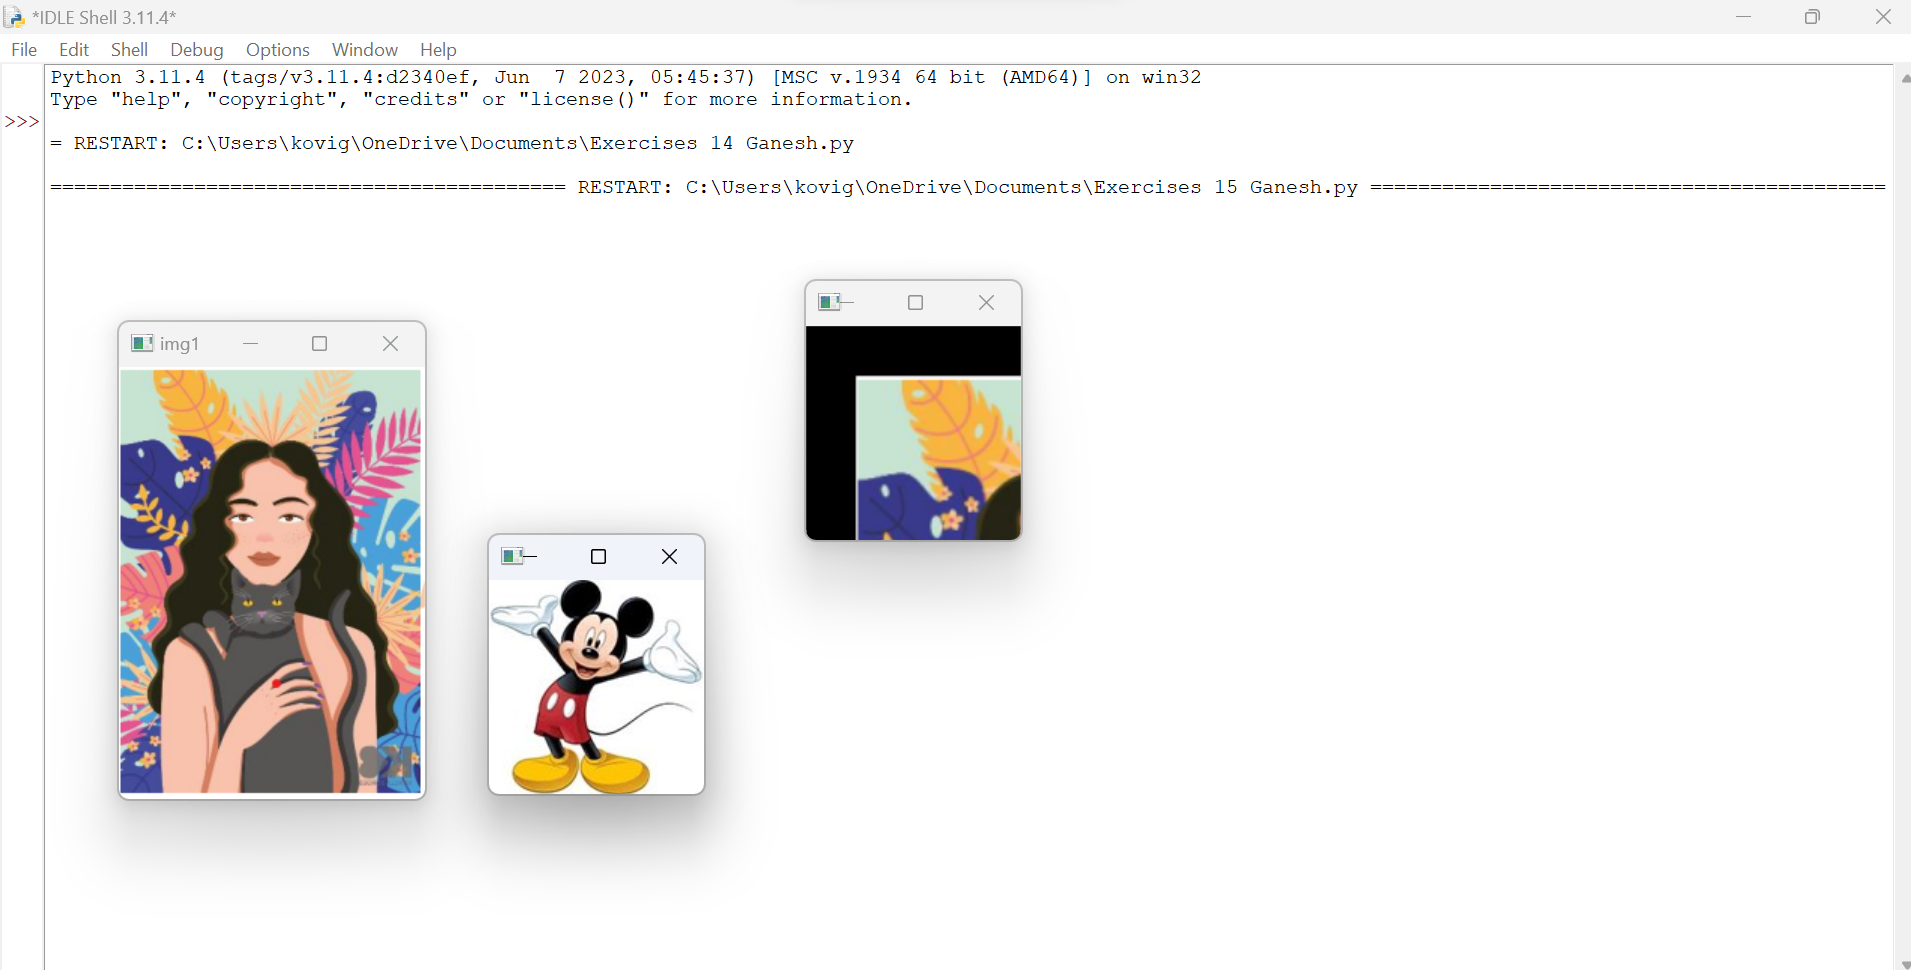 *IDLE Shell 3.11.4*
File Edit Shell Debug Options Window Help
Python 3.11.4 (tags/v3.11.4:d2340ef, Jun  7 2023, 05:45:37) [MSC v.1934 64 bit (AMD64)] on win32
Type "help", "copyright", "credits" or "license()" for more information.
>>>
= RESTART: C:\Users\kovig\OneDrive\Documents\Exercises 14 Ganesh.py
=========================================== RESTART: C:\Users\kovig\OneDrive\Documents\Exercises 15 Ganesh.py ===========================================
img1